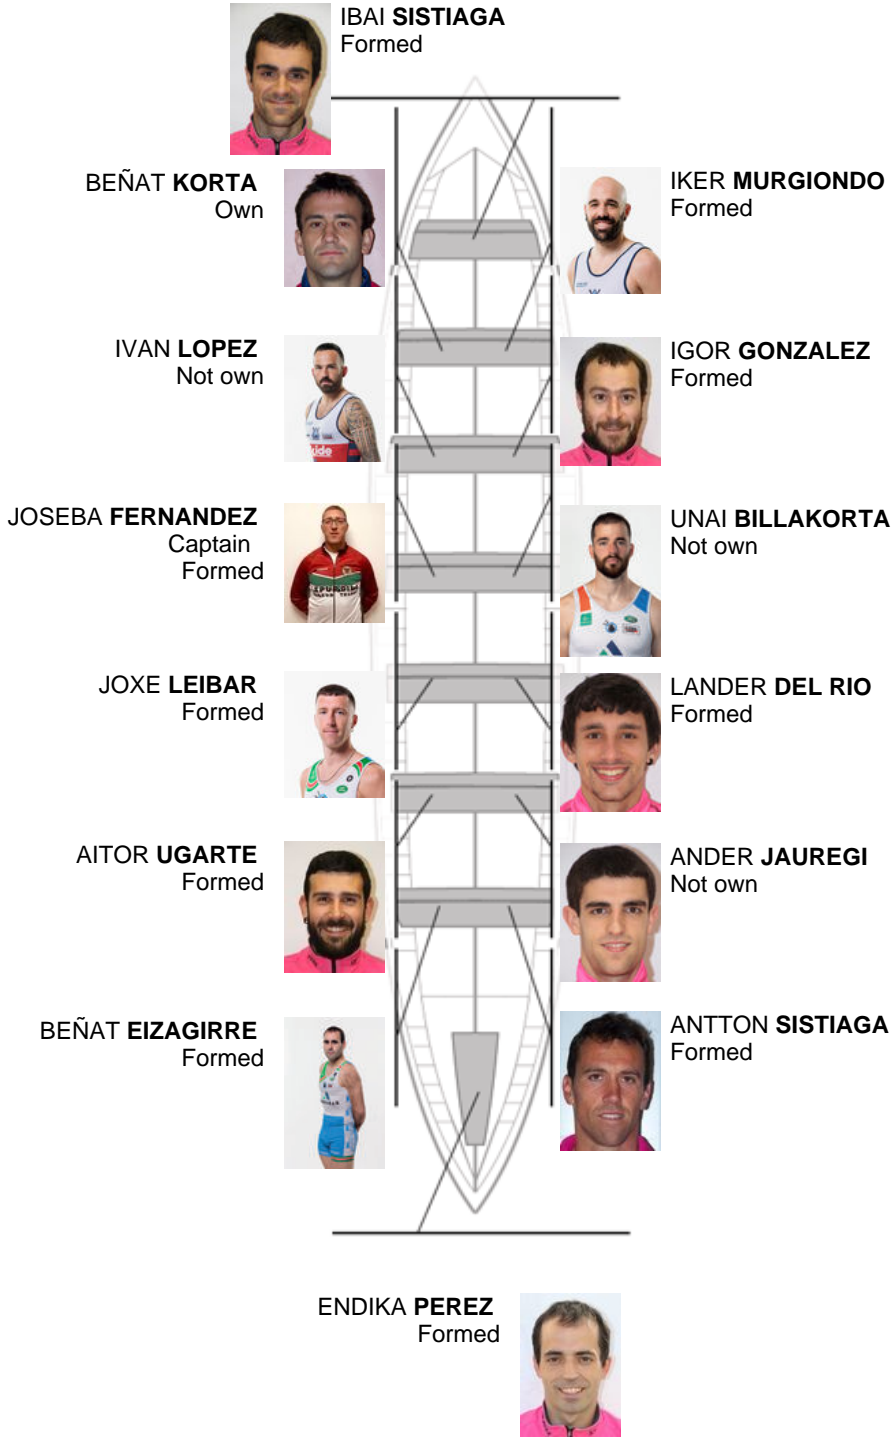 IBAI SISTIAGA
Formed
BEÑAT KORTA
Own
IKER MURGIONDO
Formed
IVAN LOPEZ
Not own
IGOR GONZALEZ
Formed
JOSEBA FERNANDEZ
Captain
Formed
UNAI BILLAKORTA
Not own
JOXE LEIBAR
Formed
LANDER DEL RIO
Formed
AITOR UGARTE
Formed
ANDER JAUREGI
Not own
BEÑAT EIZAGIRRE
Formed
ANTTON SISTIAGA
Formed
ENDIKA PEREZ
Formed